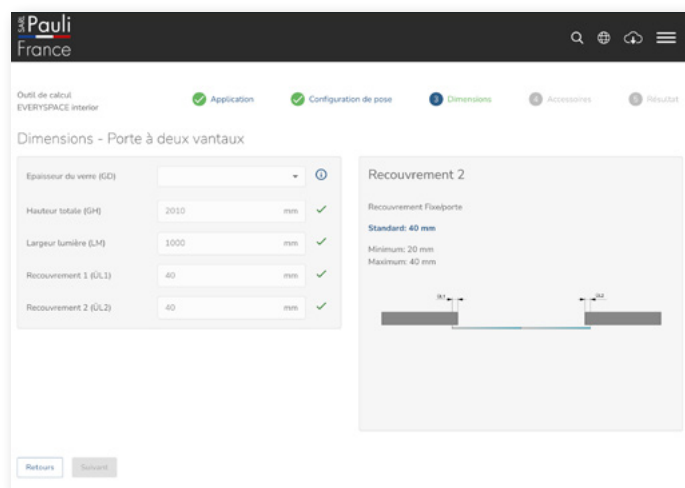 SARL Pauli
France
Outil de calcul
EVERYSPACE interior
Application
Configuration de pose
3 Dimensions
4 Accessoires
5 Résultat
Dimensions - Porte à deux vantaux
Epaisseur du verre (GD)
Hauteur totale (GH) 2010 mm
Largeur lumière (LM) 1000 mm
Recouvrement 1 (ÜL1) 40 mm
Recouvrement 2 (ÜL2) 40 mm
Recouvrement 2
Recouvrement Fixe/porte
Standard: 40 mm
Minimum: 20 mm
Maximum: 40 mm
ÜL1
ÜL2
Retours
Suivant